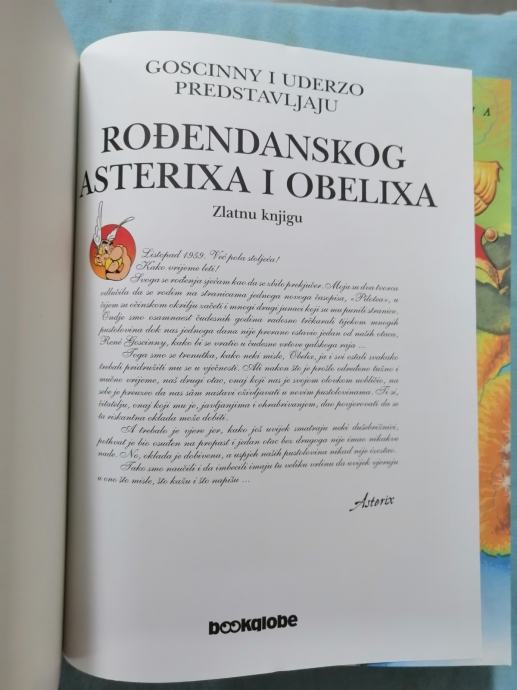 GOSCINNY I UDERZO
PREDSTAVLJAJU
ROĐENDANSKOG
ASTERIXA I OBELIXA
Zlatnu knjigu
Listopad 1959. Već pola stoljeća!
Kako vrijeme leti!
Svoga se rođenja sjećam kao da se zbilo prekjučer. Moja su dva tvorca
odlučila da se rodim na stranicama jednoga novoga časopisa, »Pilotea«, u
čijem su očinskom okrilju začeti i mnogi drugi junaci koji su mu punili stranice.
Ondje smo osamnaest čudesnih godina radosno trčkarali tijekom mnogih
pustolovina dok nas jednoga dana nije prerano ostavio jedan od naših otaca,
René Goscinny, kako bi se vratio u čudesne vrtove galskoga raja ...
Toga smo se trenutka, kako neki misle, Obelix, ja i svi ostali svakako
trebali pridružiti mu se u vječnosti. Ali nakon što je prošlo određeno tužno i
mučno vrijeme, naš drugi otac, onaj koji nas je svojom olovkom uobličio, na
sebe je preuzeo da nas sâm nastavi oživljavati u novim pustolovinama. Ti si,
čitatelju, onaj koji mu je, javljanjima i ohrabrivanjem, dao povjerovati da se
ta riskantna oklada može dobiti.
A trebalo je vjere jer, kako još uvijek smatraju neki dušebrižnici,
pothvat je bio osuđen na propast i jedan otac bez drugoga nije imao nikakve
nade. No, oklada je dobivena, a uspjeh naših pustolovina nikad nije izostao.
Tako smo naučili i da imbecili imaju tu veliku vrlinu da uvijek vjeruju
u ono što misle, što kažu i što napišu ...
Asterix
bookglobe